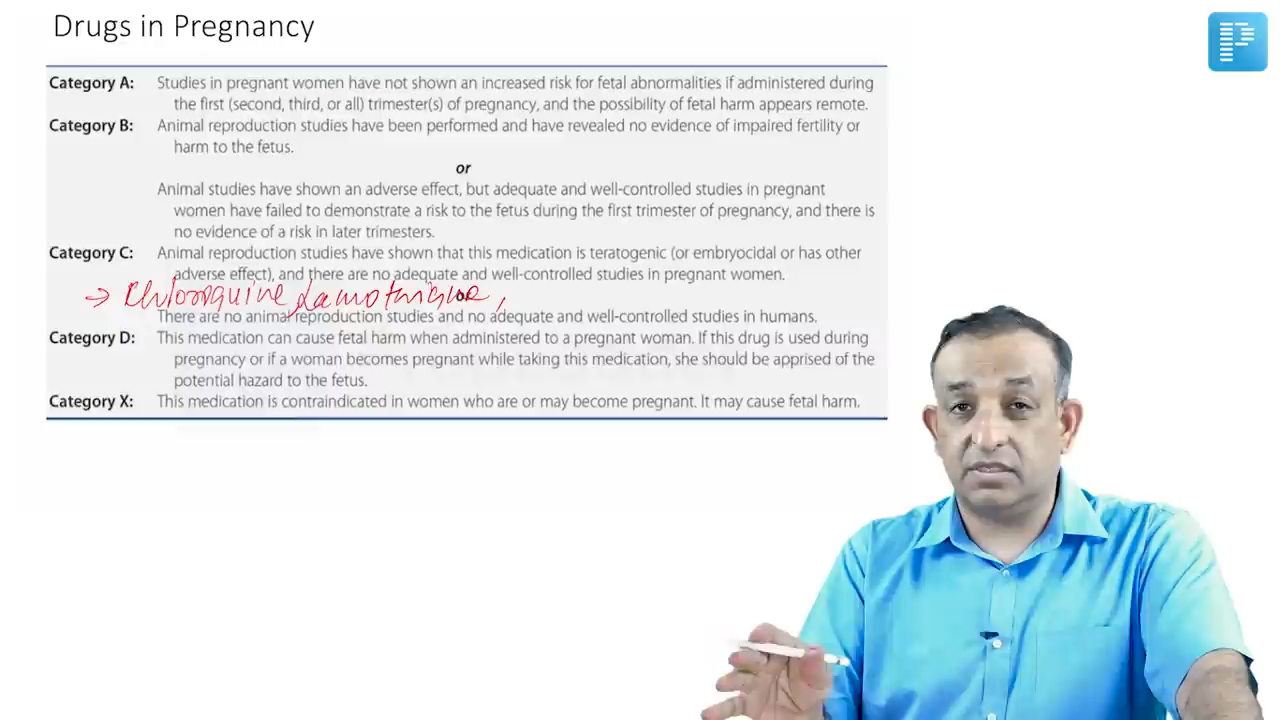 Drugs in Pregnancy
Category A: Studies in pregnant women have not shown an increased risk for fetal abnormalities if administered during
the first (second, third, or all) trimester(s) of pregnancy, and the possibility of fetal harm appears remote.
Category B: Animal reproduction studies have been performed and have revealed no evidence of impaired fertility or
harm to the fetus.
or
Animal studies have shown an adverse effect, but adequate and well-controlled studies in pregnant
women have failed to demonstrate a risk to the fetus during the first trimester of pregnancy, and there is
no evidence of a risk in later trimesters.
Category C: Animal reproduction studies have shown that this medication is teratogenic (or embryocidal or has other
adverse effect), and there are no adequate and well-controlled studies in pregnant women.
→ Chloroquine, Lamotrigine,
or
There are no animal reproduction studies and no adequate and well-controlled studies in humans.
Category D: This medication can cause fetal harm when administered to a pregnant woman. If this drug is used during
pregnancy or if a woman becomes pregnant while taking this medication, she should be apprised of the
potential hazard to the fetus.
Category X: This medication is contraindicated in women who are or may become pregnant. It may cause fetal harm.